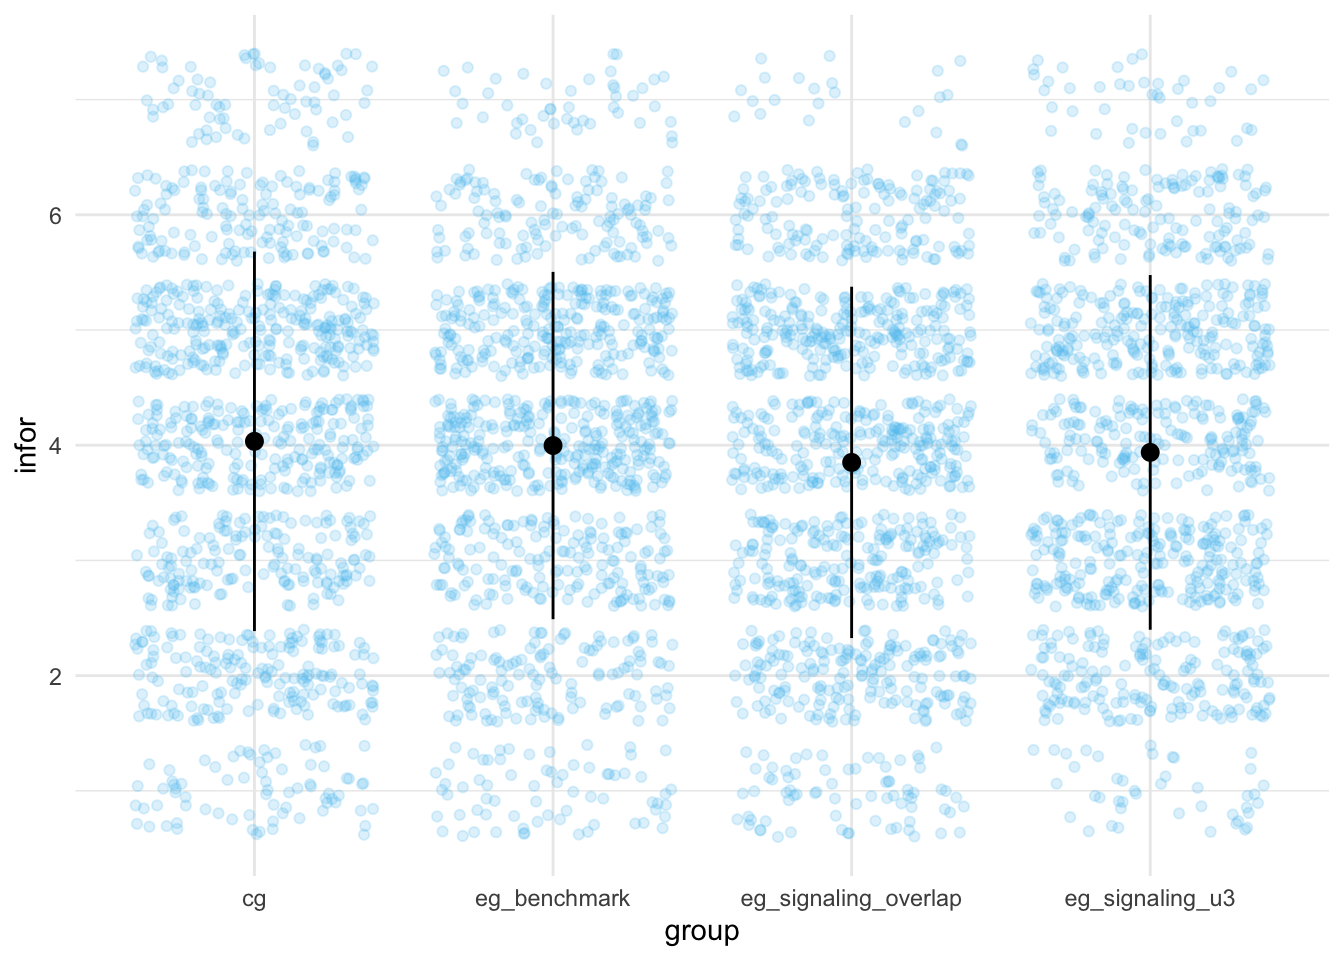 infor
6
4
2
cg
eg_benchmark
eg_signaling_overlap
eg_signaling_u3
group